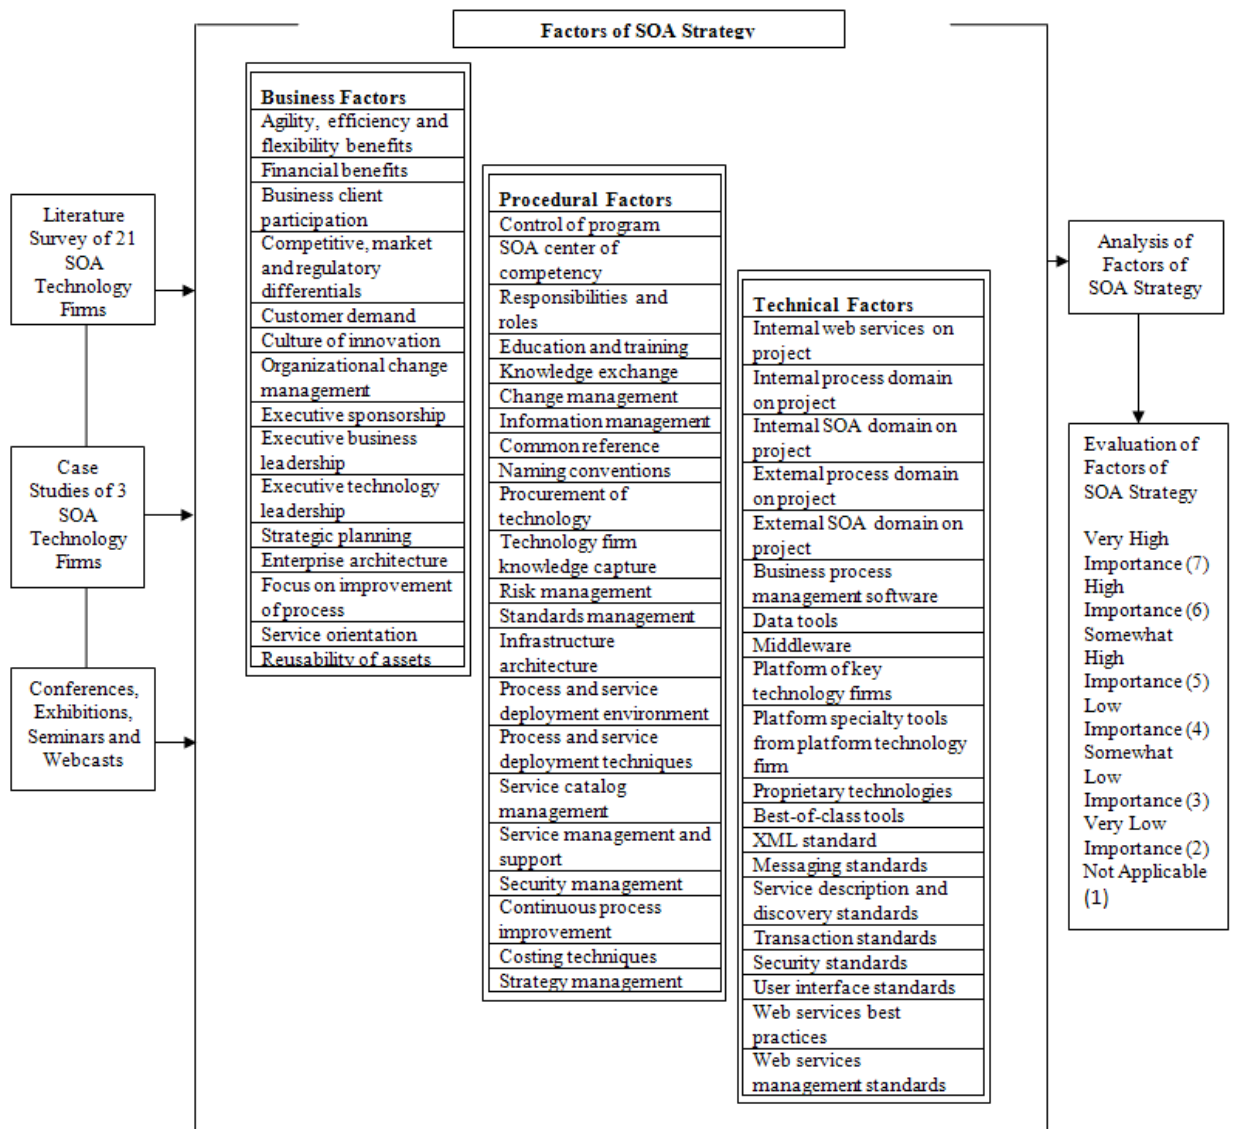 Factors of SOA Strategy
Literature
Survey of 21
SOA
Technology
Firms
Case
Studies of 3
SOA
Technology
Firms
Conferences,
Exhibitions,
Seminars and
Webcasts
Business Factors
Agility, efficiency and
flexibility benefits
Financial benefits
Business client
participation
Competitive, market
and regulatory
differentials
Customer demand
Culture of innovation
Organizational change
management
Executive sponsorship
Executive business
leadership
Executive technology
leadership
Strategic planning
Enterprise architecture
Focus on improvement
of process
Service orientation
Reusability of assets
Procedural Factors
Control of program
SOA center of
competency
Responsibilities and
roles
Education and training
Knowledge exchange
Change management
Information management
Common reference
Naming conventions
Procurement of
technology
Technology firm
knowledge capture
Risk management
Standards management
Infrastructure
architecture
Process and service
deployment environment
Process and service
deployment techniques
Service catalog
management
Service management and
support
Security management
Continuous process
improvement
Costing techniques
Strategy management
Technical Factors
Internal web services on
project
Internal process domain
on project
Internal SOA domain on
project
External process domain
on project
External SOA domain on
project
Business process
management software
Data tools
Middleware
Platform of key
technology firms
Platform specialty tools
from platform technology
firm
Proprietary technologies
Best-of-class tools
XML standard
Messaging standards
Service description and
discovery standards
Transaction standards
Security standards
User interface standards
Web services best
practices
Web services
management standards
Analysis of
Factors of
SOA Strategy
Evaluation of
Factors of
SOA Strategy
Very High
Importance (7)
High
Importance (6)
Somewhat
High
Importance (5)
Low
Importance (4)
Somewhat
Low
Importance (3)
Very Low
Importance (2)
Not Applicable
(1)